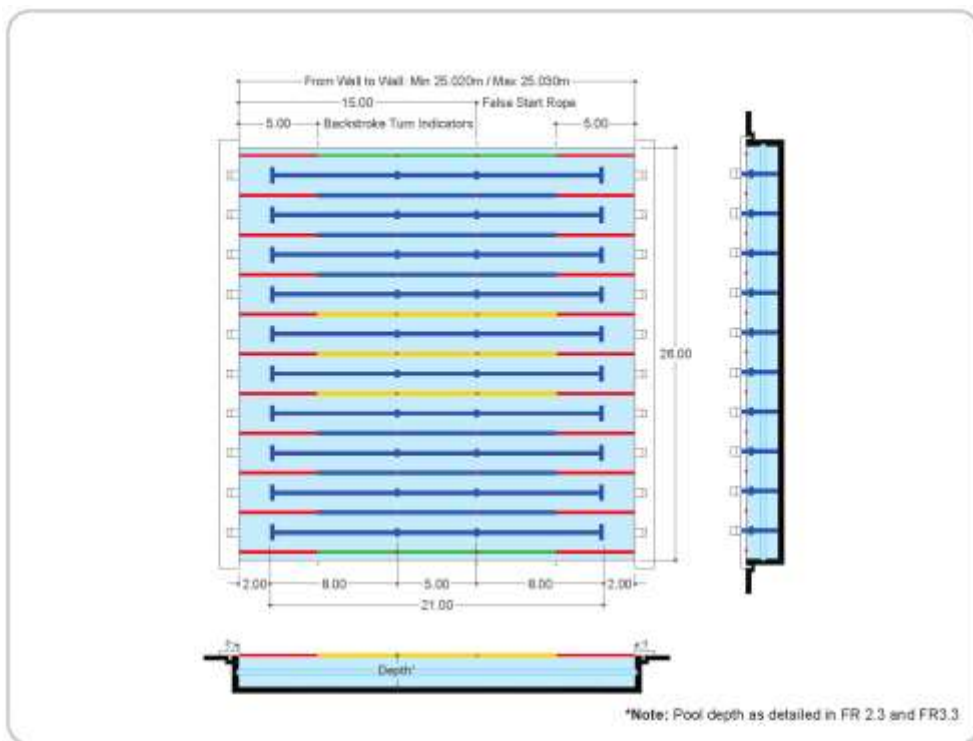 From Wall to Wall: Min 25.020m / Max 25.030m
15.00 False Start Rope
5.00 Backstroke Turn Indicators 5.00
26.00
2.00 8.00 5.00 8.00 2.00
21.00
Depth*
*Note: Pool depth as detailed in FR 2.3 and FR3.3